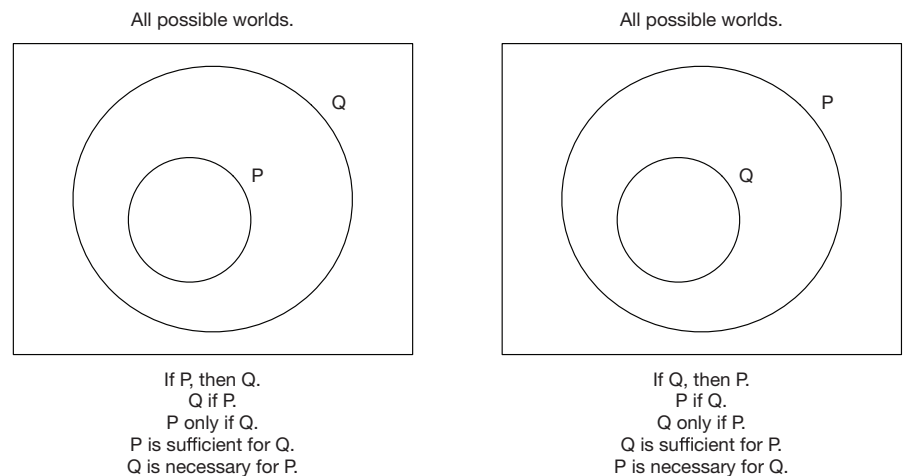 All possible worlds.
Q
P
If P, then Q.
Q if P.
P only if Q.
P is sufficient for Q.
Q is necessary for P.
All possible worlds.
P
Q
If Q, then P.
P if Q.
Q only if P.
Q is sufficient for P.
P is necessary for Q.